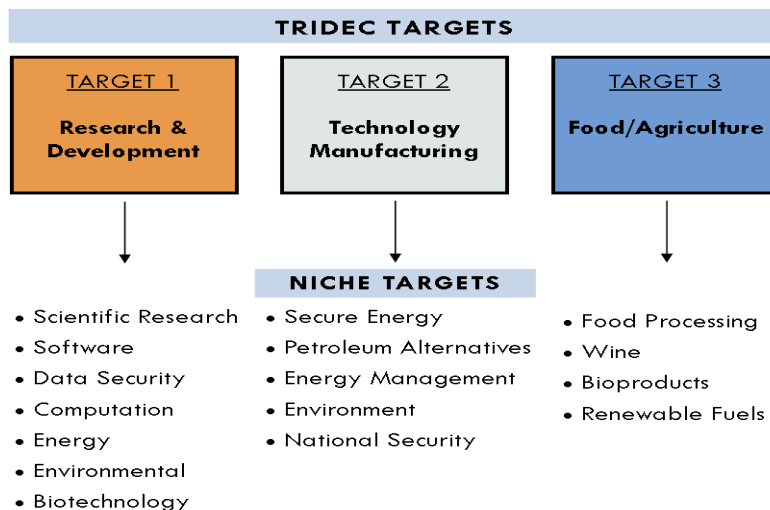 TRIDEC TARGETS
TARGET 1
Research &
Development
TARGET 2
Technology
Manufacturing
TARGET 3
Food/Agriculture
NICHE TARGETS
• Scientific Research
• Software
• Data Security
• Computation
• Energy
• Environmental
• Biotechnology
• Secure Energy
• Petroleum Alternatives
• Energy Management
• Environment
• National Security
• Food Processing
• Wine
• Bioproducts
• Renewable Fuels